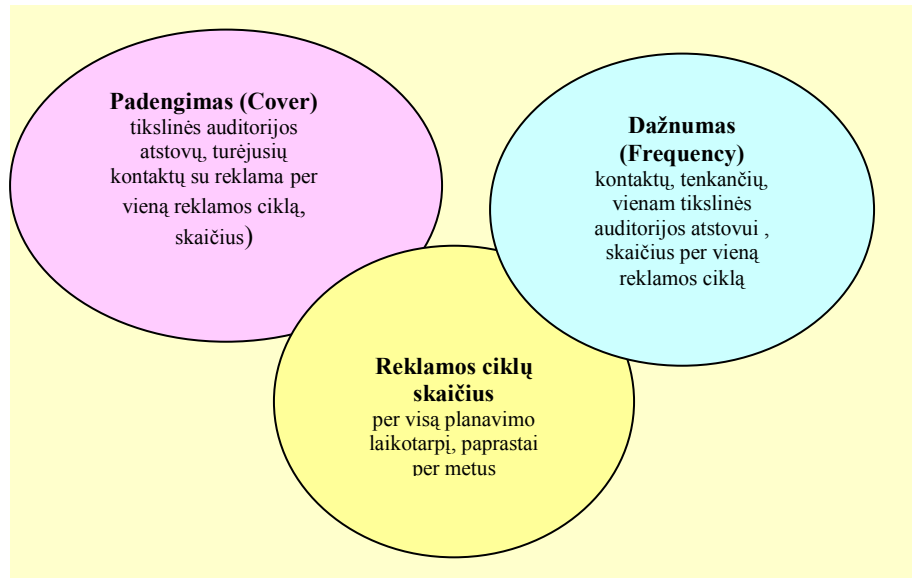 Padengimas (Cover)
tikslinės auditorijos
atstovų, turėjusių
kontaktų su reklama per
vieną reklamos ciklą,
skaičius)
Dažnumas
(Frequency)
kontaktų, tenkančių,
vienam tikslinės
auditorijos atstovui ,
skaičius per vieną
reklamos ciklą
Reklamos ciklų
skaičius
per visą planavimo
laikotarpį, paprastai
per metus